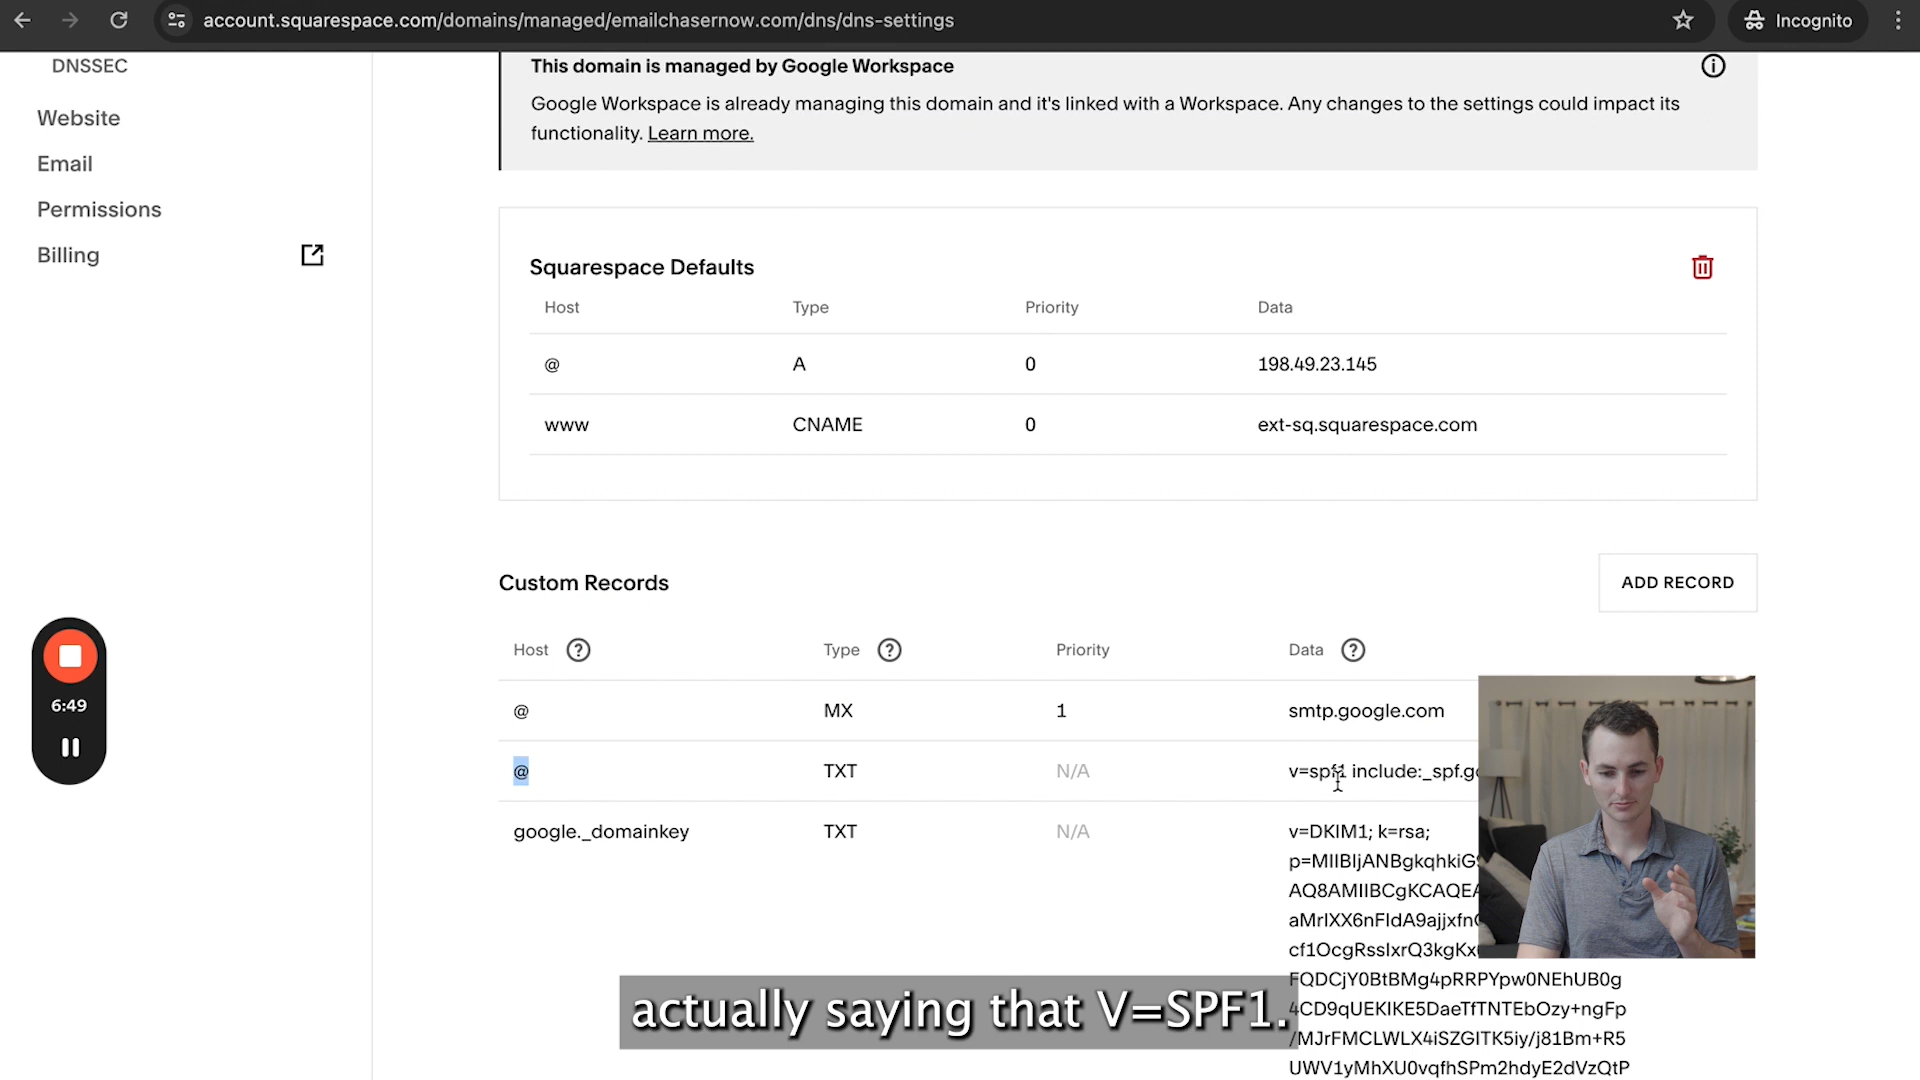 account.squarespace.com/domains/managed/emailchasernow.com/dns/dns-settings
Incognito
DNSSEC
Website
Email
Permissions
Billing
This domain is managed by Google Workspace
Google Workspace is already managing this domain and it's linked with a Workspace. Any changes to the settings could impact its
functionality. Learn more.
Squarespace Defaults
Host Type Priority Data
@ A 0 198.49.23.145
www CNAME 0 ext-sq.squarespace.com
Custom Records
ADD RECORD
Host ? Type ? Priority Data ?
@ MX 1 smtp.google.com
@ TXT N/A v=spf1 include:_spf.go
google._domainkey TXT N/A v=DKIM1; k=rsa;
p=MIIBIjANBgkqhkiG9
AQ8AMIIBCgKCAQEA
aMrIXX6nFIdA9ajjxfn
cf1OcgRssIxrQ3kgKx
FQDCjY0BtBMg4pRRPYpw0NEhUB0g
4CD9qUEKIKE5DaeTfTNTEbOzy+ngFp
/MJrFMCLWLX4iSZGITK5iy/j81Bm+R5
UWV1yMhXU0vqfhSPm2hdyE2dVzQtP
6:49
actually saying that V=SPF1.